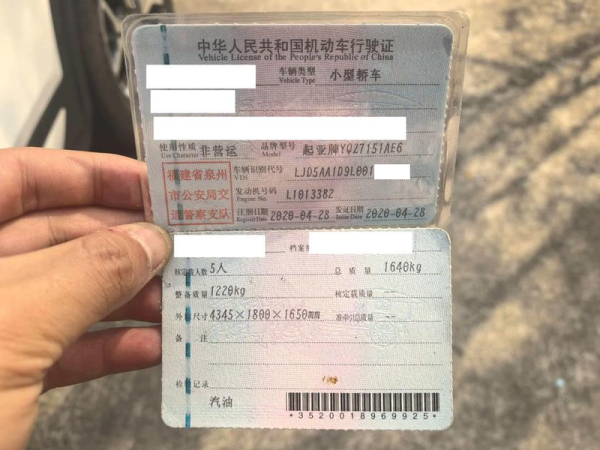 中华人民共和国机动车行驶证
Vehicle License of the People's Republic of China
车辆类型 小型轿车
Vehicle Type
使用性质 非营运 品牌型号 起亚牌YQZ7151AE6
Use Character Model
福建省泉州市公安局交通警察支队
车辆识别代号 LJD5AA1D9L001
VIN
发动机号码 L1013382
Engine No.
注册日期 2020-04-28 发证日期 2020-04-28
Register Date Issue Date
档案
核定载人数 5人 总质量 1640kg
整备质量 1220kg 核定载质量 --
外廓尺寸 4345×1800×1650 准牵引总质量 --
备注
检验记录
汽油
*3520018969925*